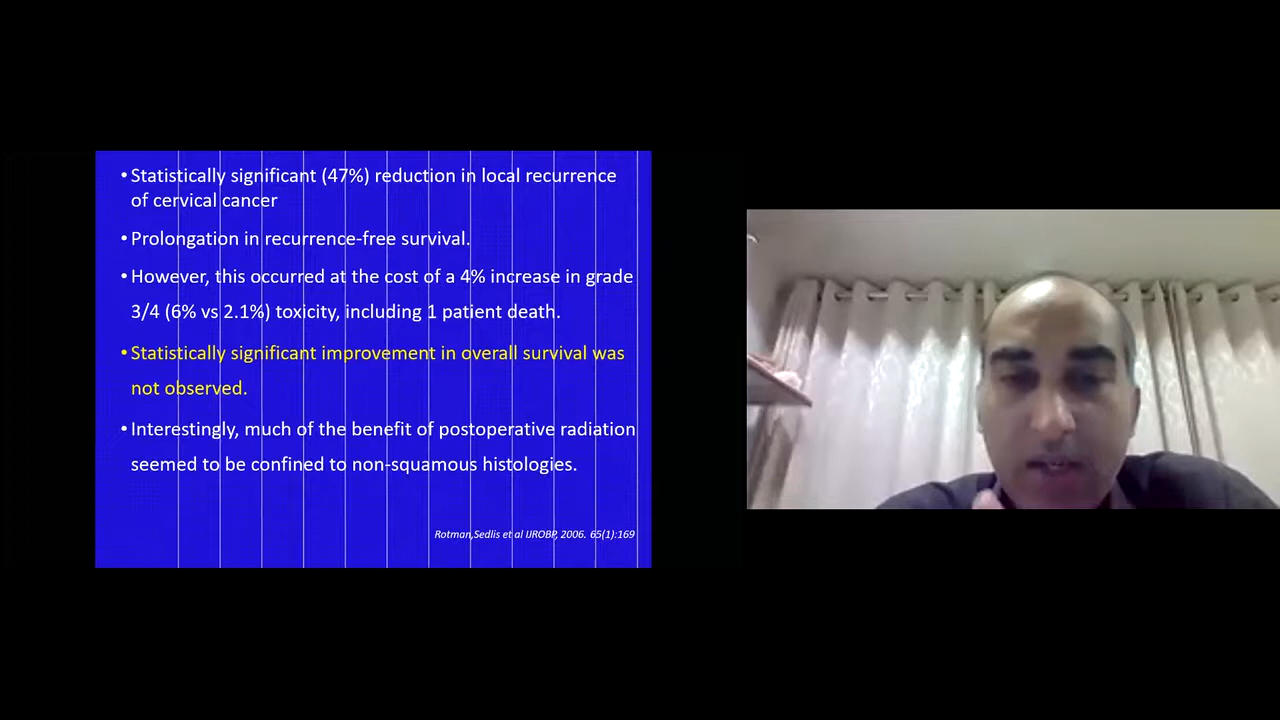 •Statistically significant (47%) reduction in local recurrence
of cervical cancer
•Prolongation in recurrence-free survival.
•However, this occurred at the cost of a 4% increase in grade
3/4 (6% vs 2.1%) toxicity, including 1 patient death.
•Statistically significant improvement in overall survival was
not observed.
•Interestingly, much of the benefit of postoperative radiation
seemed to be confined to non-squamous histologies.
Rotman,Sedlis et al IJROBP, 2006. 65(1):169